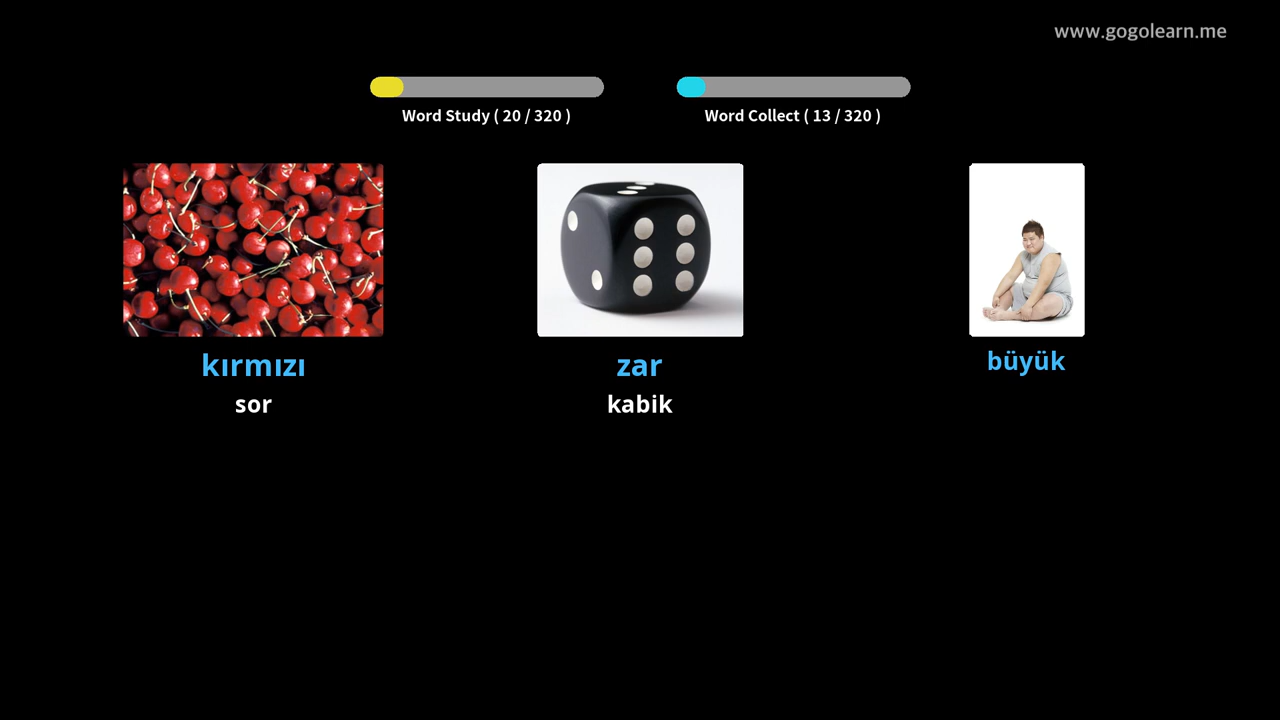 www.gogolearn.me
Word Study ( 20 / 320 )
Word Collect ( 13 / 320 )
kırmızı
sor
zar
kabik
büyük